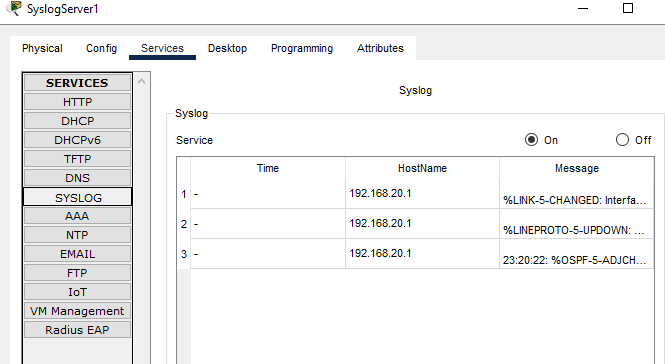 SyslogServer1
Physical Config Services Desktop Programming Attributes
SERVICES
HTTP
DHCP
DHCPv6
TFTP
DNS
SYSLOG
AAA
NTP
EMAIL
FTP
IoT
VM Management
Radius EAP
Syslog
Syslog
Service On Off
Time HostName Message
1 - 192.168.20.1 %LINK-5-CHANGED: Interfa...
2 - 192.168.20.1 %LINEPROTO-5-UPDOWN: ...
3 - 192.168.20.1 23:20:22: %OSPF-5-ADJCH...